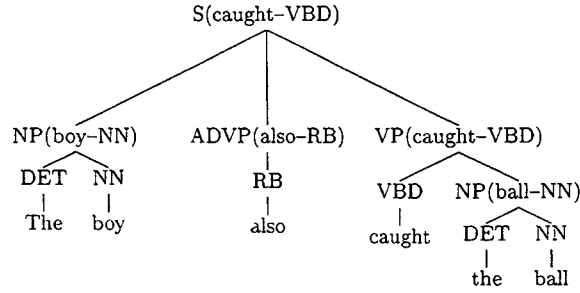 S(caught–VBD)
NP(boy–NN) ADVP(also–RB) VP(caught–VBD)
DET NN RB VBD NP(ball–NN)
The boy also caught DET NN
the ball